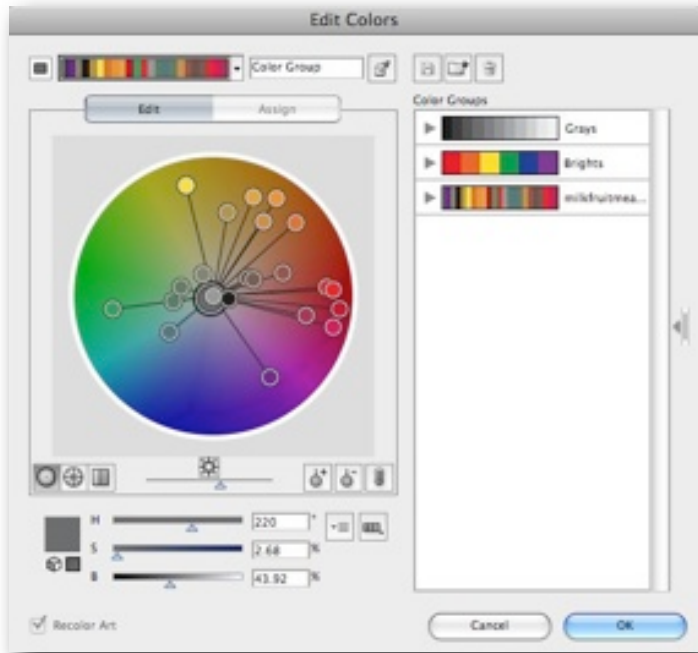 Edit Colors
Color Group
Edit
Assign
Color Groups
Grays
Brights
milkfruitmea...
H
220
°
S
2.68
%
B
43.92
%
Recolor Art
Cancel
OK